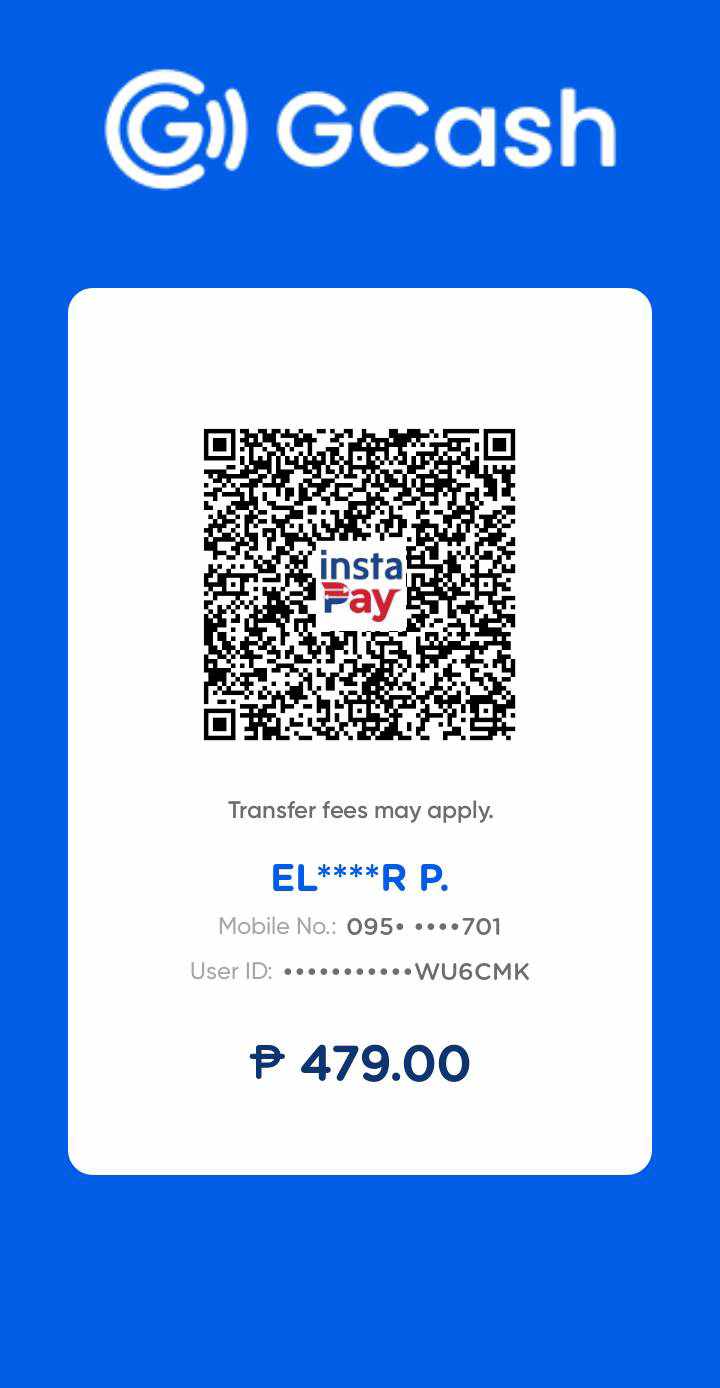 GCash
insta
Pay
Transfer fees may apply.
EL****R P.
Mobile No.: 095• ••••701
User ID: •••••••••••WU6CMK
₱ 479.00